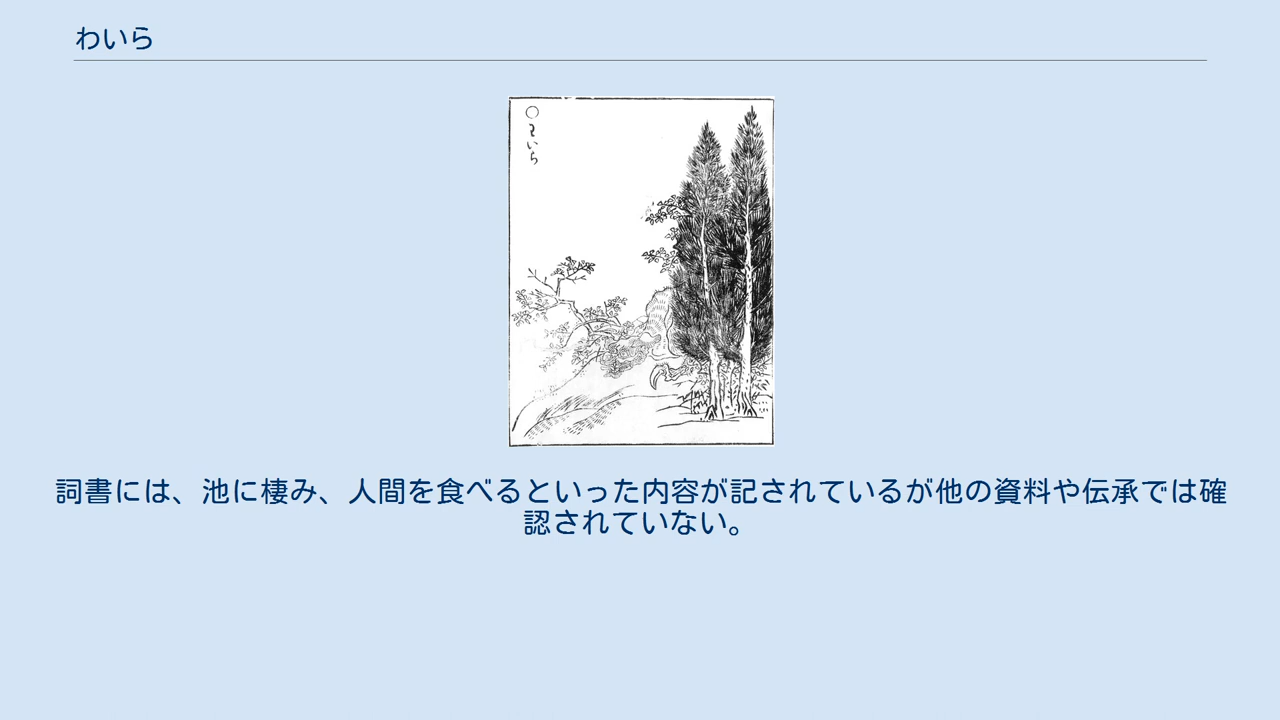 わいら
○わいら
詞書には、池に棲み、人間を食べるといった内容が記されているが他の資料や伝承では確
認されていない。